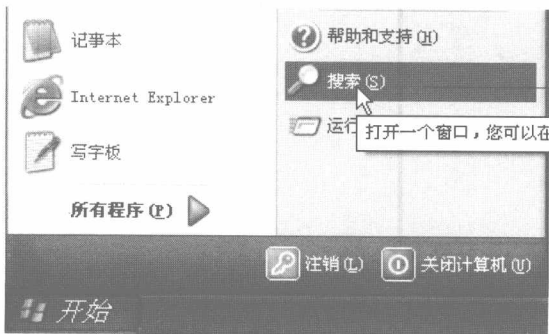 记事本
Internet Explorer
写字板
所有程序(P)
帮助和支持(H)
搜索(S)
运行
打开一个窗口，您可以在
注销(L)
关闭计算机(U)
开始